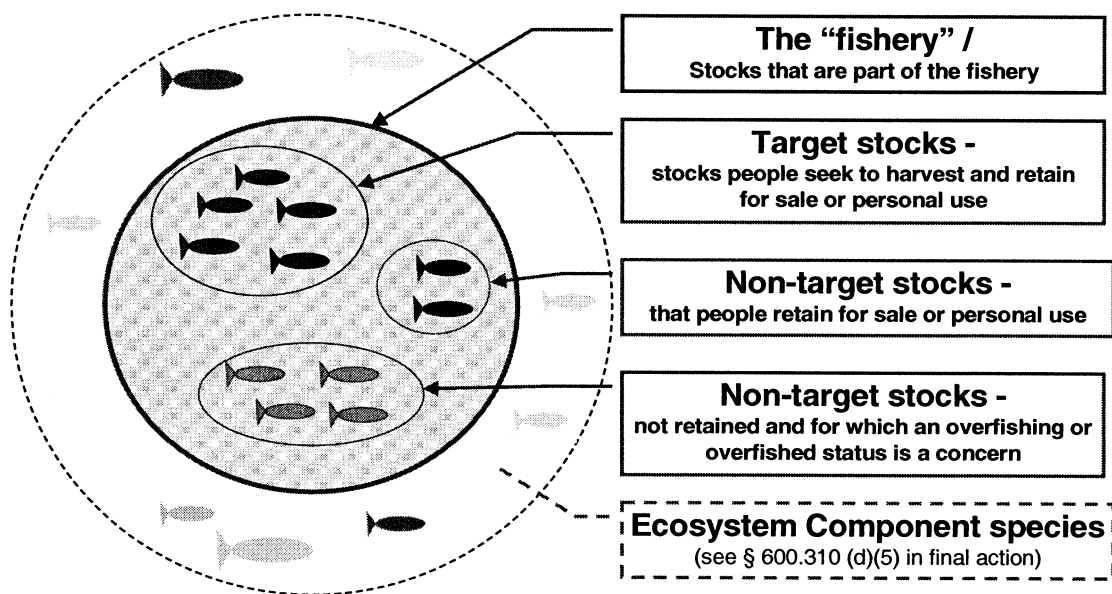 The “fishery” /
Stocks that are part of the fishery
Target stocks -
stocks people seek to harvest and retain
for sale or personal use
Non-target stocks -
that people retain for sale or personal use
Non-target stocks -
not retained and for which an overfishing or
overfished status is a concern
Ecosystem Component species
(see § 600.310 (d)(5) in final action)